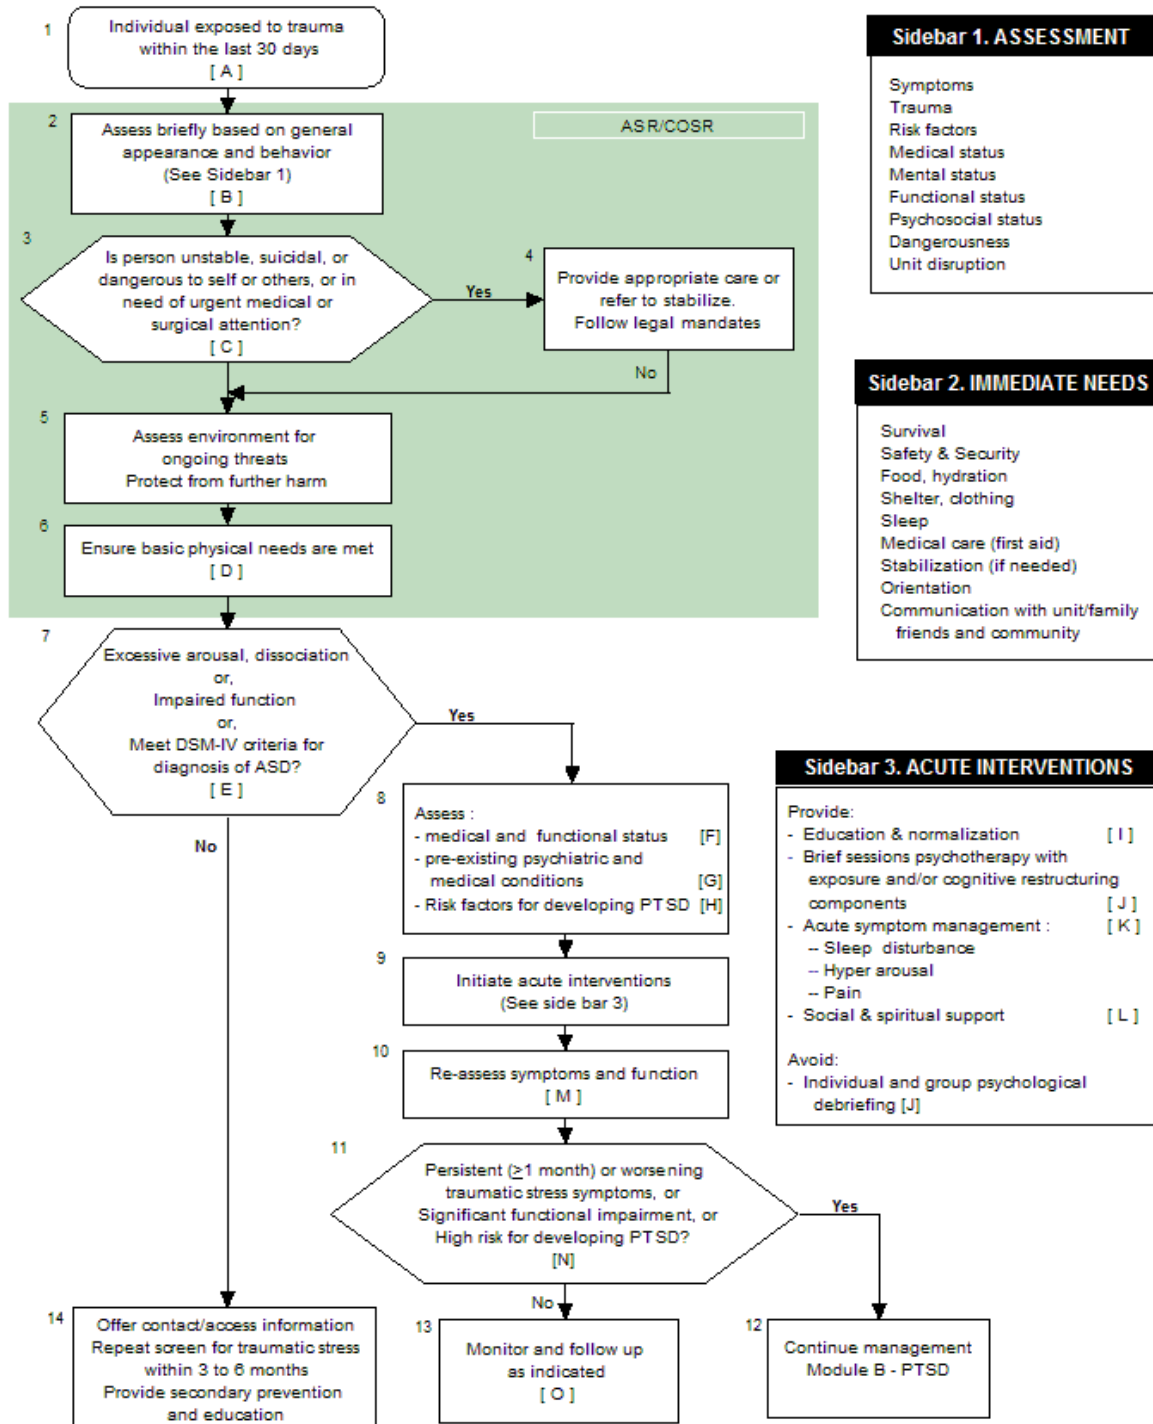 1
Individual exposed to trauma
within the last 30 days
[ A ]
ASR/COSR
2
Assess briefly based on general
appearance and behavior
(See Sidebar 1)
[ B ]
3
Is person unstable, suicidal, or
dangerous to self or others, or in
need of urgent medical or
surgical attention?
[ C ]
Yes
4
Provide appropriate care or
refer to stabilize.
Follow legal mandates
No
5
Assess environment for
ongoing threats
Protect from further harm
6
Ensure basic physical needs are met
[ D ]
7
Excessive arousal, dissociation
or,
Impaired function
or,
Meet DSM-IV criteria for
diagnosis of ASD?
[ E ]
Yes
No
8
Assess :
- medical and functional status [F]
- pre-existing psychiatric and
medical conditions [G]
- Risk factors for developing PTSD [H]
9
Initiate acute interventions
(See side bar 3)
10
Re-assess symptoms and function
[ M ]
11
Persistent (≥1 month) or worsening
traumatic stress symptoms, or
Significant functional impairment, or
High risk for developing PTSD?
[N]
Yes
No
14
Offer contact/access information
Repeat screen for traumatic stress
within 3 to 6 months
Provide secondary prevention
and education
13
Monitor and follow up
as indicated
[ O ]
12
Continue management
Module B - PTSD
Sidebar 1. ASSESSMENT
Symptoms
Trauma
Risk factors
Medical status
Mental status
Functional status
Psychosocial status
Dangerousness
Unit disruption
Sidebar 2. IMMEDIATE NEEDS
Survival
Safety & Security
Food, hydration
Shelter, clothing
Sleep
Medical care (first aid)
Stabilization (if needed)
Orientation
Communication with unit/family
friends and community
Sidebar 3. ACUTE INTERVENTIONS
Provide:
- Education & normalization [ I ]
- Brief sessions psychotherapy with
exposure and/or cognitive restructuring
components [ J ]
- Acute symptom management : [ K ]
-- Sleep disturbance
-- Hyper arousal
-- Pain
- Social & spiritual support [ L ]
Avoid:
- Individual and group psychological
debriefing [J]